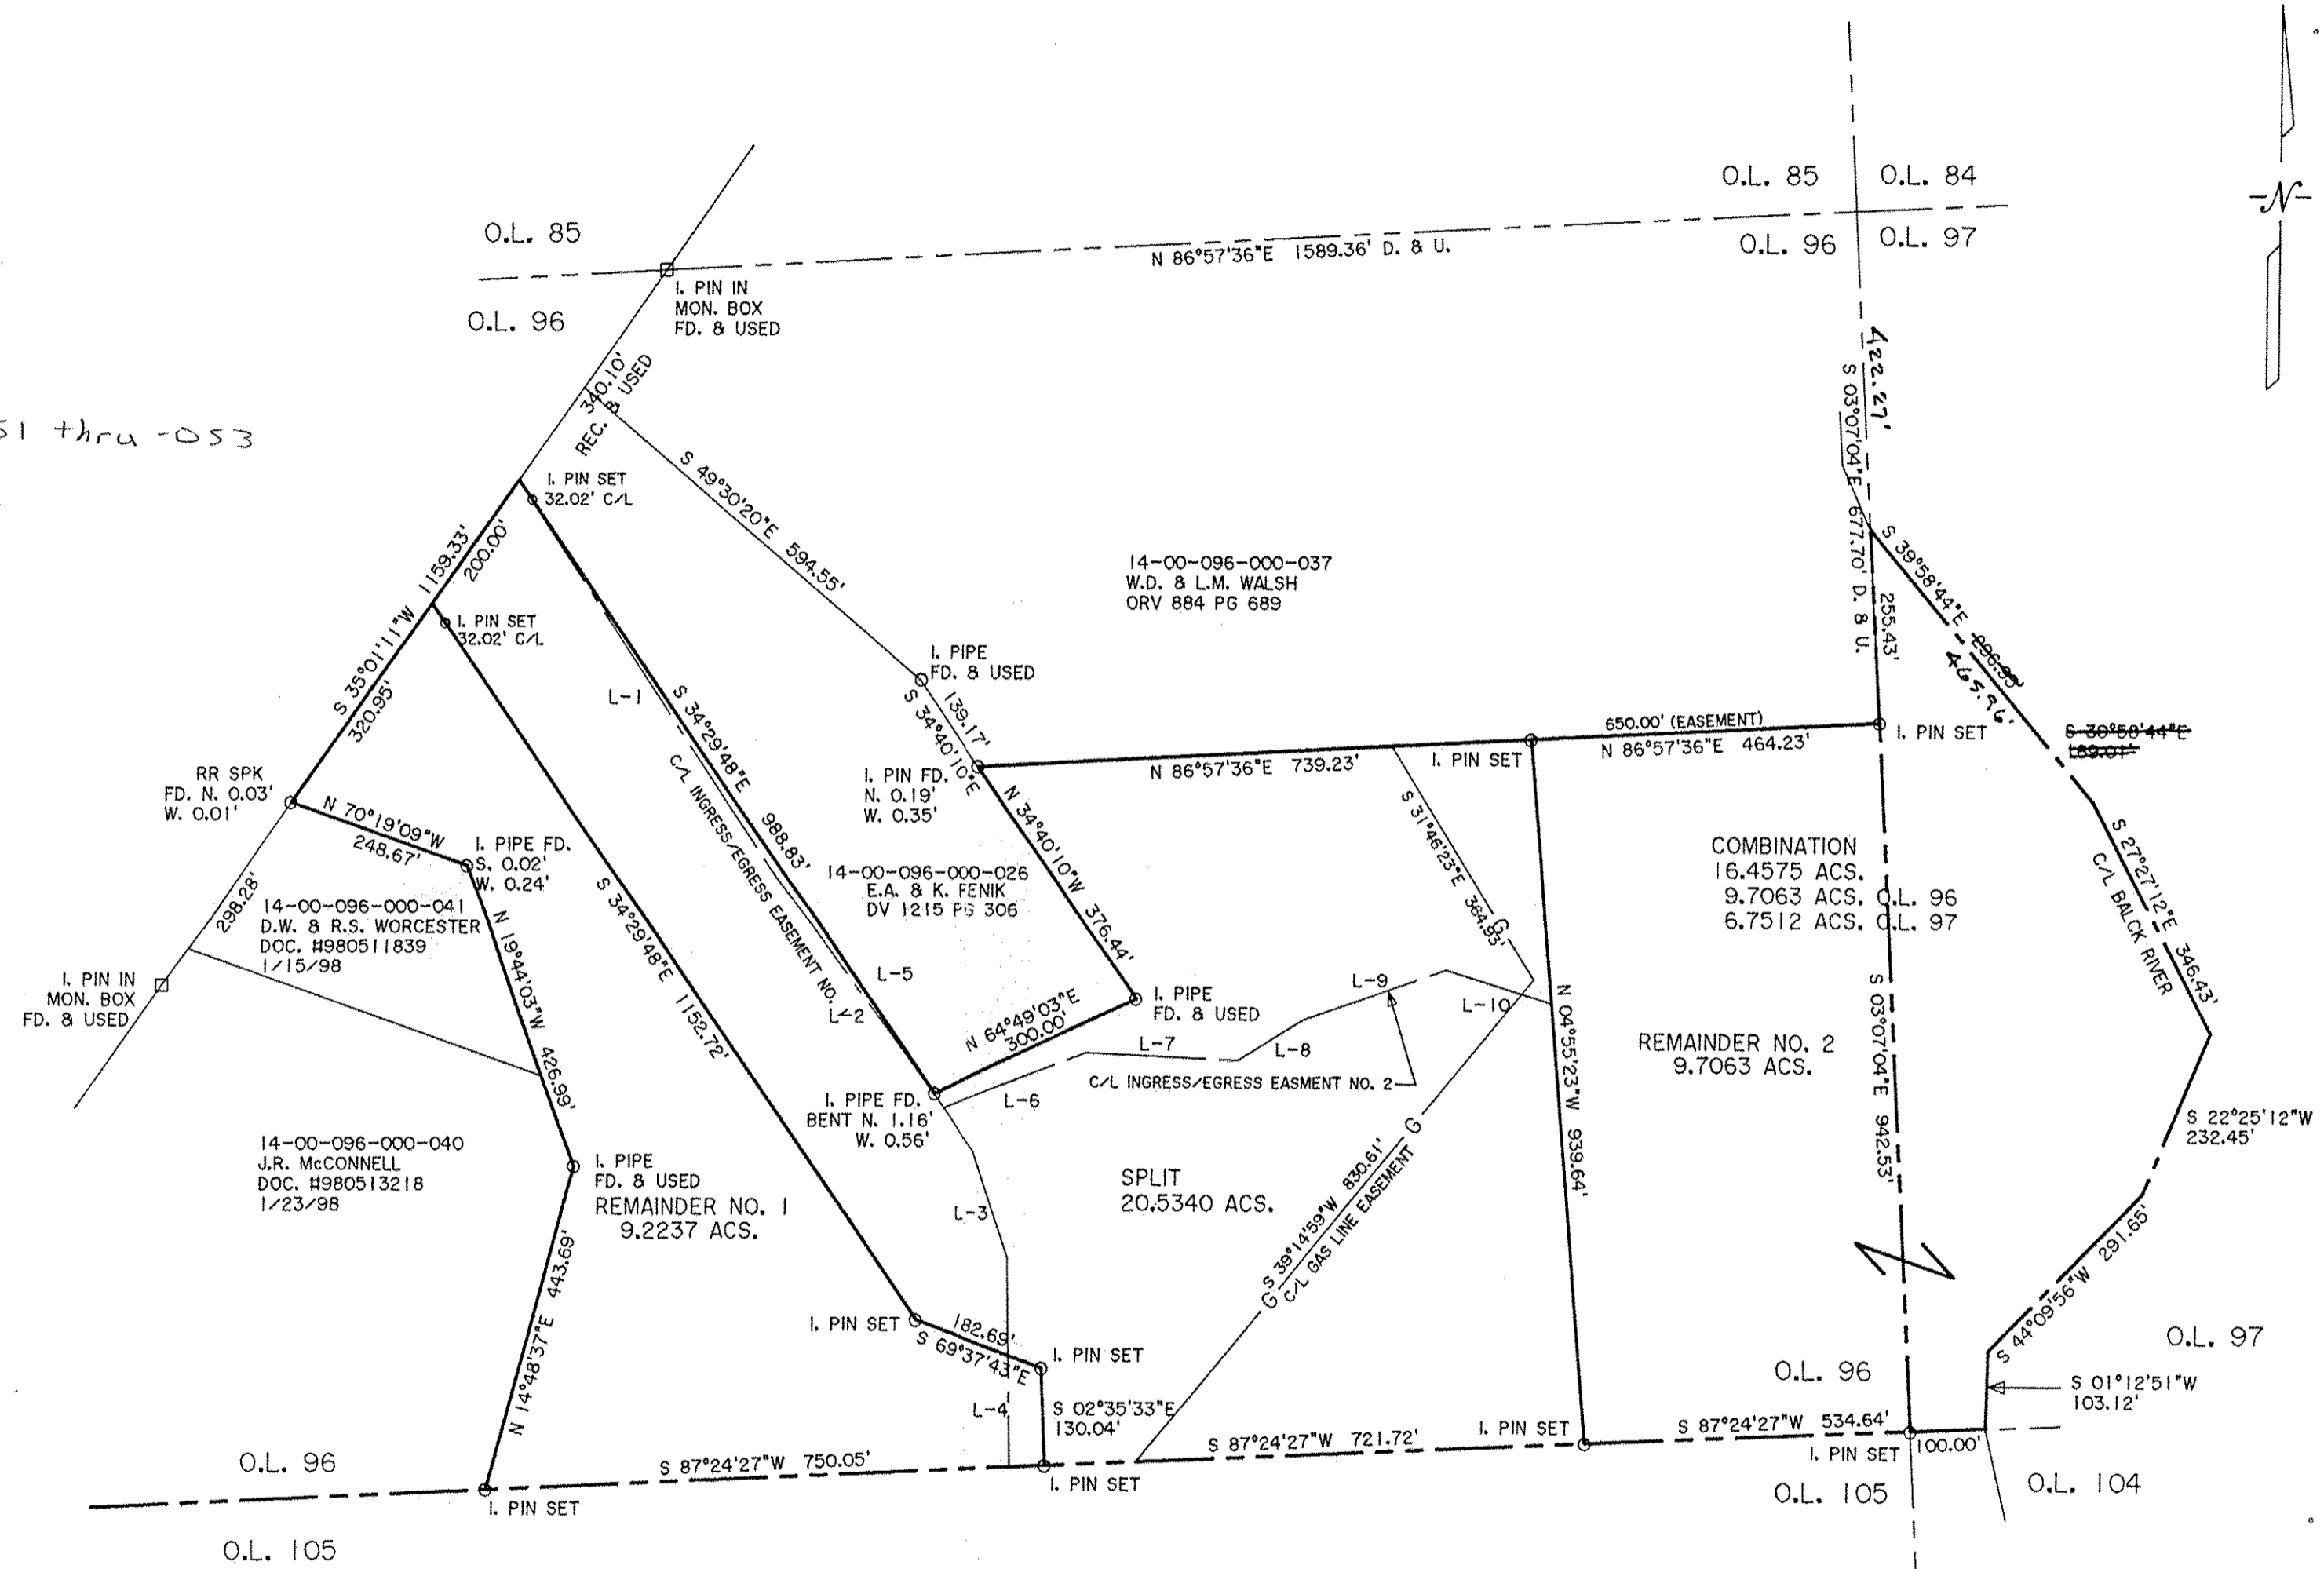 O.L. 85
O.L. 84
O.L. 85
O.L. 96
O.L. 97
N 86°57'36"E 1589.36' D. & U.
-N-
I. PIN IN
MON. BOX
FD. & USED
O.L. 96
340.10'
REC. & USED
51 thru -053
I. PIN SET
32.02' C/L
S 49°30'20"E 594.55'
422.27'
S 03°07'04"E 677.70' D. & U.
255.43'
S 39°58'44"E
465.96'
S 30°58'44"E
189.01'
14-00-096-000-037
W.D. & L.M. WALSH
ORV 884 PG 689
S 35°01'11"W 1159.33'
200.00'
320.95'
I. PIN SET
32.02' C/L
I. PIPE
FD. & USED
139.17'
S 34°40'10"E
L-1
S 34°29'48"E 988.83'
C/L INGRESS/EGRESS EASEMENT NO. 1
650.00' (EASEMENT)
N 86°57'36"E 464.23'
I. PIN SET
N 86°57'36"E 739.23'
I. PIN SET
RR SPK
FD. N. 0.03'
W. 0.01'
N 70°19'09"W
248.67'
I. PIPE FD.
S. 0.02'
W. 0.24'
I. PIN FD.
N. 0.19'
W. 0.35'
N 34°40'10"W 376.44'
S 31°46'23"E 364.93'
G
14-00-096-000-026
E.A. & K. FENIK
DV 1215 PG 306
COMBINATION
16.4575 ACS.
9.7063 ACS. O.L. 96
6.7512 ACS. O.L. 97
S 27°27'12"E 346.43'
C/L BALCK RIVER
298.28'
14-00-096-000-041
D.W. & R.S. WORCESTER
DOC. #980511839
1/15/98
N 19°44'03"W 426.99'
S 34°29'48"E 1152.72'
I. PIN IN
MON. BOX
FD. & USED
L-5
L-2
L-9
L-10
I. PIPE
FD. & USED
N 64°49'03"E
300.00'
L-7
L-8
C/L INGRESS/EGRESS EASMENT NO. 2
L-6
N 04°55'23"W 939.64'
REMAINDER NO. 2
9.7063 ACS.
S 03°07'04"E 942.53'
I. PIPE FD.
BENT N. 1.16'
W. 0.56'
S 22°25'12"W
232.45'
14-00-096-000-040
J.R. McCONNELL
DOC. #980513218
1/23/98
I. PIPE
FD. & USED
REMAINDER NO. 1
9.2237 ACS.
SPLIT
20.5340 ACS.
L-3
G
S 39°14'59"W 830.61'
C/L GAS LINE EASEMENT
G
N 14°48'37"E 443.69'
S 44°09'56"W 291.65'
I. PIN SET
182.69'
S 69°37'43"E
I. PIN SET
O.L. 97
O.L. 96
S 01°12'51"W
103.12'
L-4
S 02°35'33"E
130.04'
S 87°24'27"W 721.72'
I. PIN SET
S 87°24'27"W 534.64'
I. PIN SET
100.00'
O.L. 96
S 87°24'27"W 750.05'
I. PIN SET
I. PIN SET
O.L. 105
O.L. 104
O.L. 105